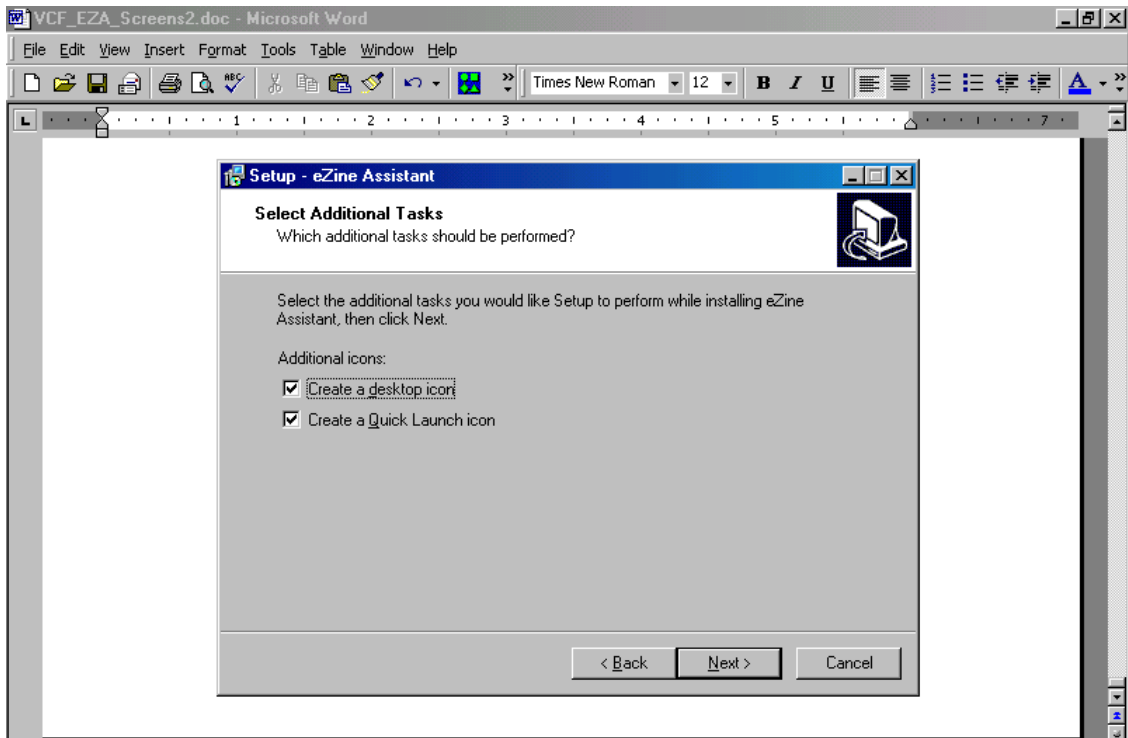 VCF_EZA_Screens2.doc - Microsoft Word
File Edit View Insert Format Tools Table Window Help
ABC Times New Roman 12 B I U A
L 1 2 3 4 5 7
Setup - eZine Assistant
Select Additional Tasks
Which additional tasks should be performed?
Select the additional tasks you would like Setup to perform while installing eZine
Assistant, then click Next.
Additional icons:
Create a desktop icon
Create a Quick Launch icon
< Back Next > Cancel